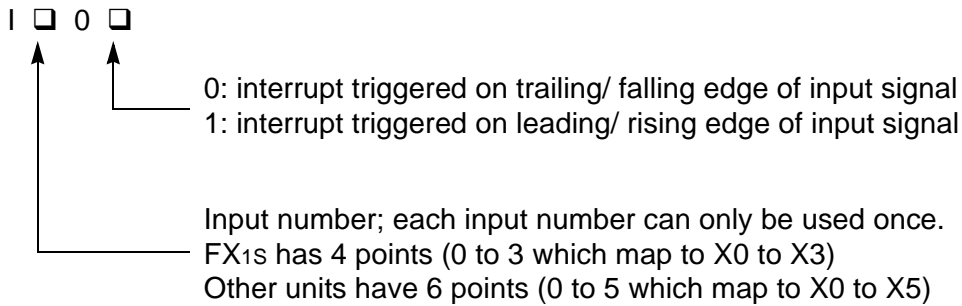 I ❑ 0 ❑
0: interrupt triggered on trailing/ falling edge of input signal
1: interrupt triggered on leading/ rising edge of input signal
Input number; each input number can only be used once.
FX1S has 4 points (0 to 3 which map to X0 to X3)
Other units have 6 points (0 to 5 which map to X0 to X5)